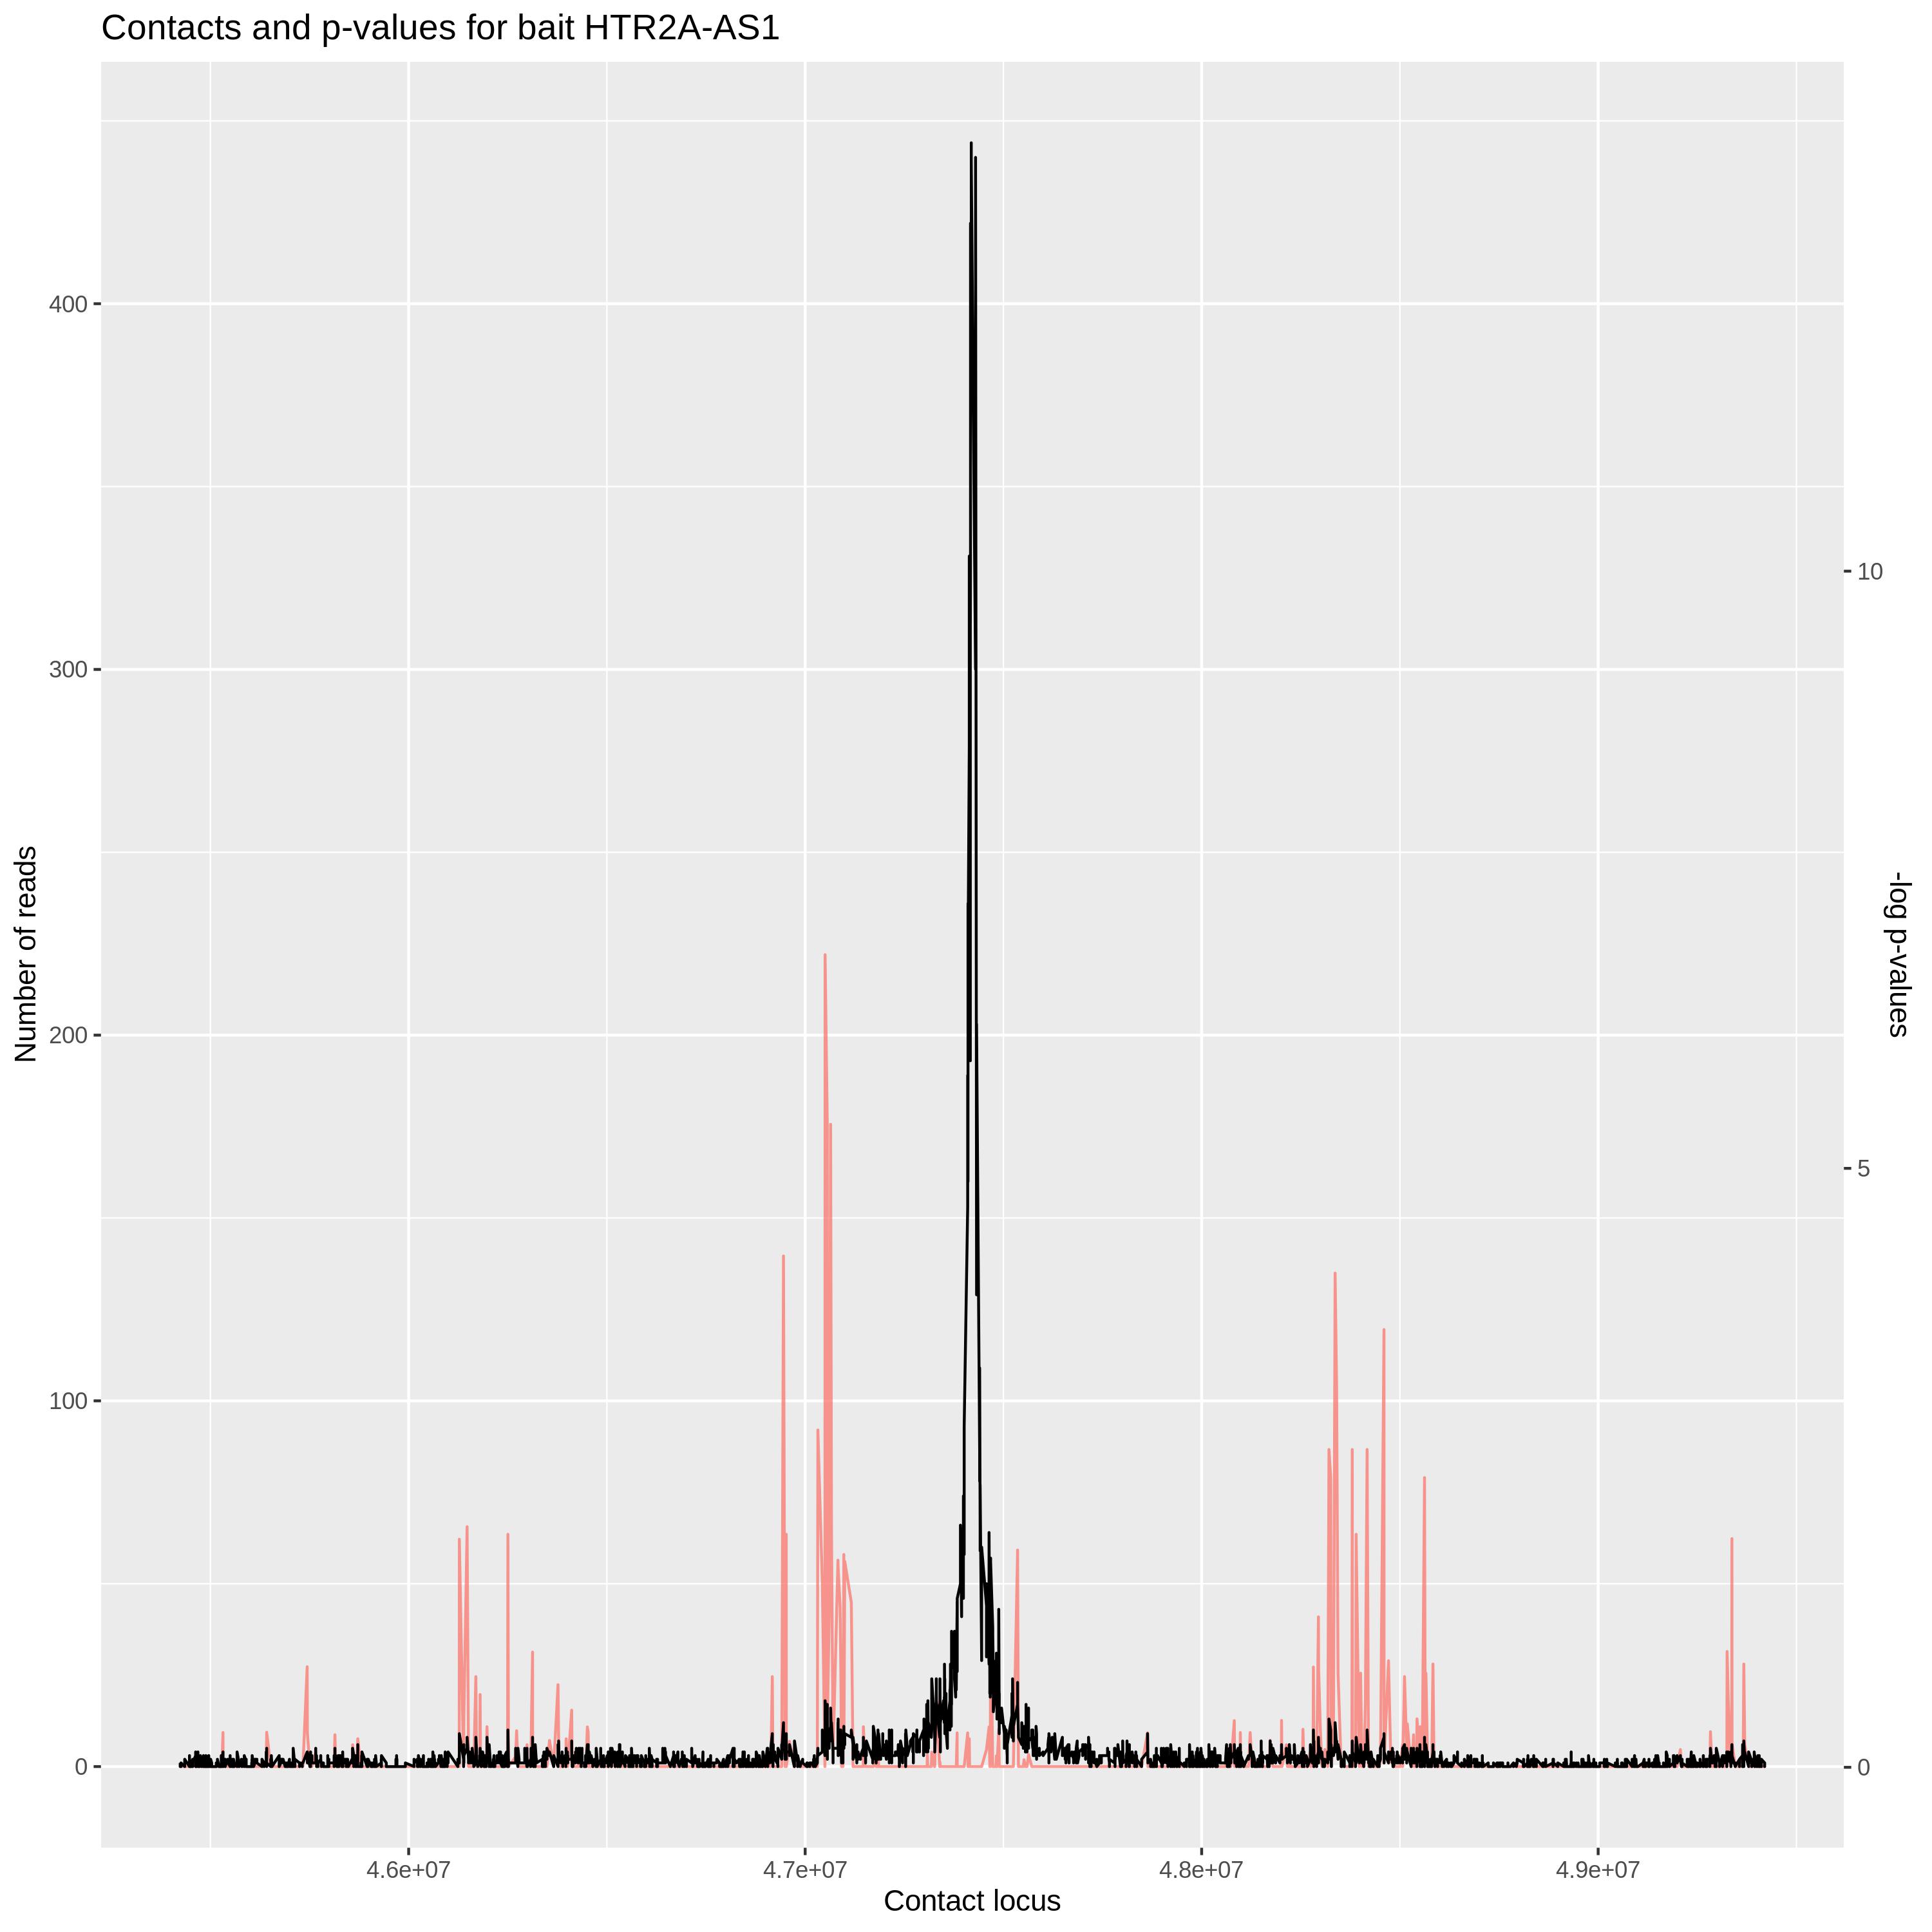 Contacts and p-values for bait HTR2A-AS1
400
300
200
100
0
Number of reads
10
5
0
-log p-values
4.6e+07
4.7e+07
4.8e+07
4.9e+07
Contact locus